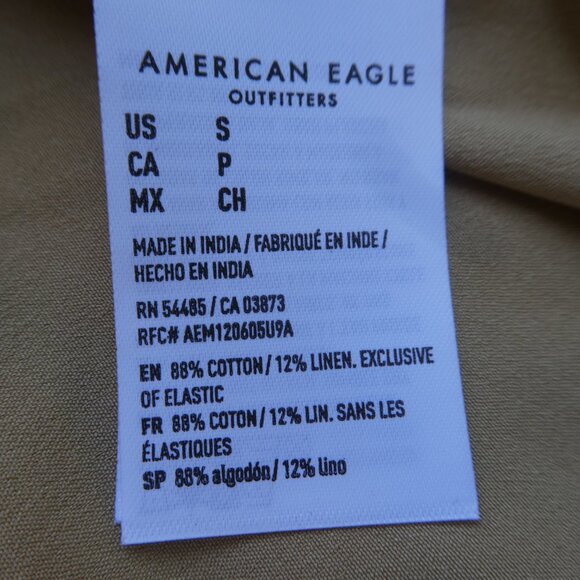 AMERICAN EAGLE
OUTFITTERS
US S
CA P
MX CH
MADE IN INDIA / FABRIQUÉ EN INDE /
HECHO EN INDIA
RN 54485 / CA 03873
RFC# AEM120605U9A
EN 88% COTTON / 12% LINEN. EXCLUSIVE
OF ELASTIC
FR 88% COTON / 12% LIN. SANS LES
ÉLASTIQUES
SP 88% algodón / 12% lino